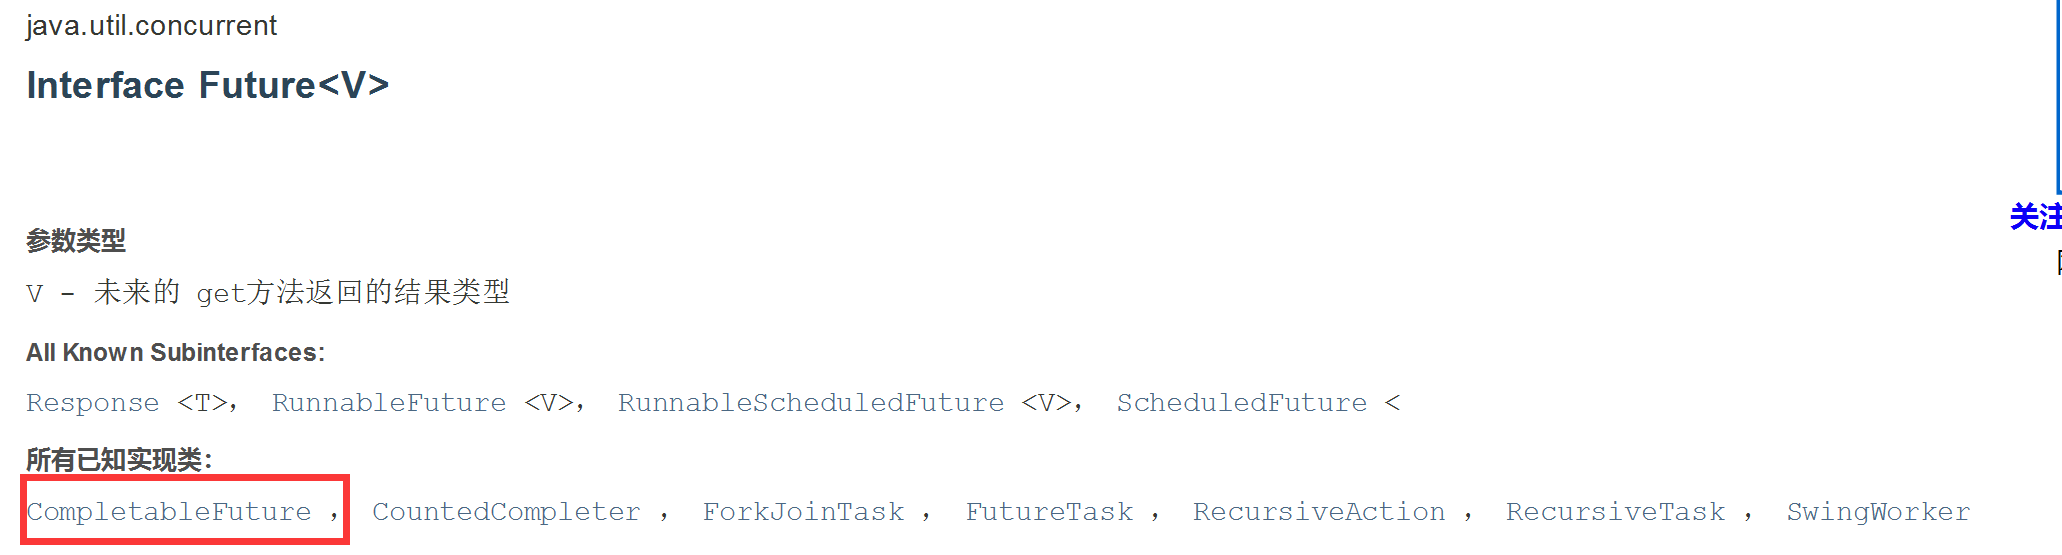 java.util.concurrent
Interface Future<V>
关注
参数类型
V - 未来的 get方法返回的结果类型
All Known Subinterfaces:
Response <T>, RunnableFuture <V>, RunnableScheduledFuture <V>, ScheduledFuture <
所有已知实现类:
CompletableFuture , CountedCompleter , ForkJoinTask , FutureTask , RecursiveAction , RecursiveTask , SwingWorker